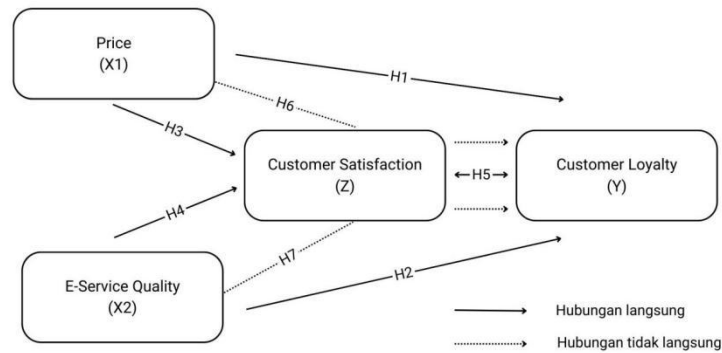 Price
(X1)
H1
H6
H3
Customer Satisfaction
(Z)
H5
Customer Loyalty
(Y)
H4
H7
E-Service Quality
(X2)
H2
Hubungan langsung
Hubungan tidak langsung